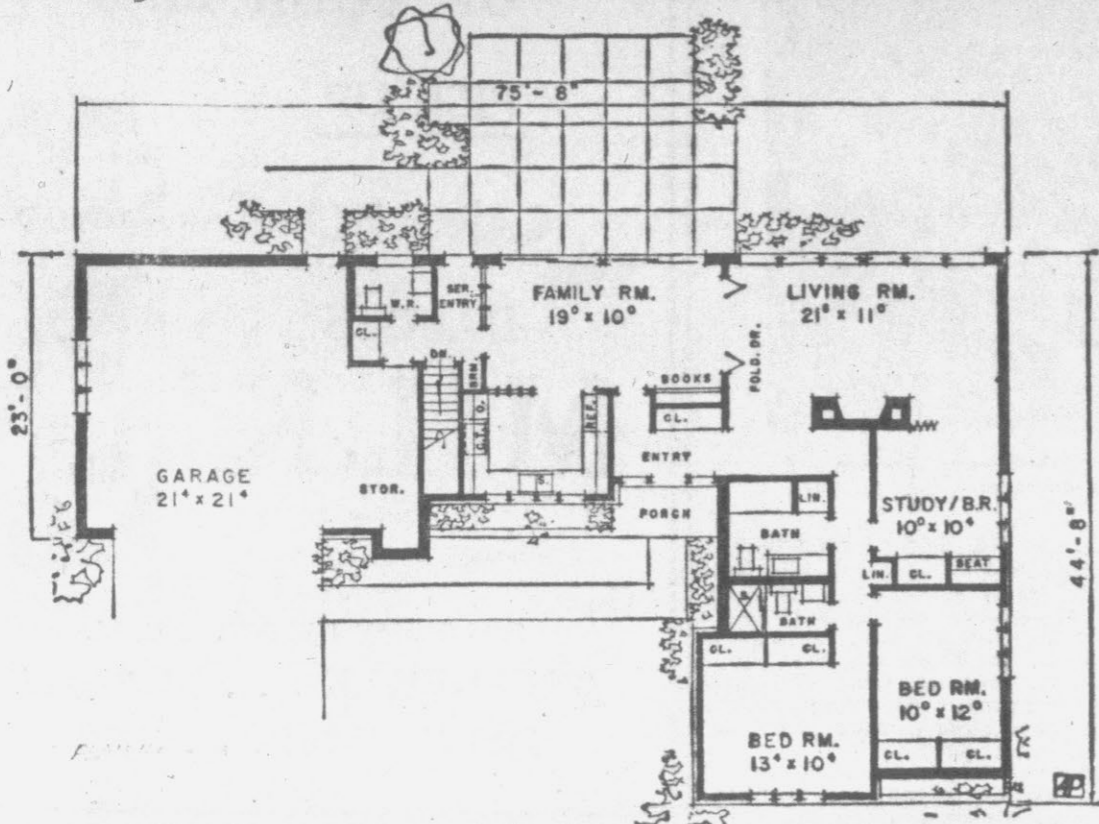 75'- 8"
23'- 0"
44'- 8"
W.R.
SER.
ENTRY
CL.
DN
BRM.
FAMILY RM.
19⁰ x 10⁰
LIVING RM.
21⁸ x 11⁰
FOLD. DR.
BOOKS
CL.
O.
C.T.
REF.
S.
ENTRY
PORCH
GARAGE
21⁴ x 21⁴
STOR.
LIN.
BATH
STUDY/B.R.
10⁰ x 10⁴
LIN.
CL.
SEAT
BATH
CL.
CL.
BED RM.
10⁰ x 12⁰
BED RM.
13⁴ x 10⁴
CL.
CL.